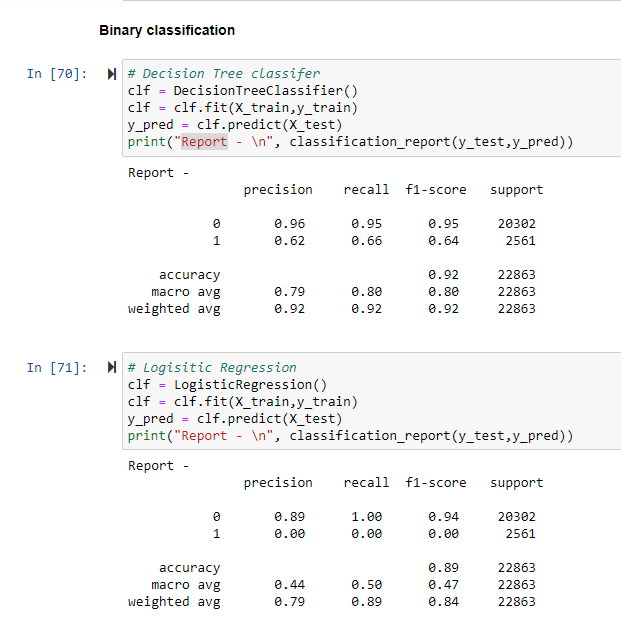 Binary classification
In [70]:
# Decision Tree classifer
clf = DecisionTreeClassifier()
clf = clf.fit(X_train,y_train)
y_pred = clf.predict(X_test)
print("Report - \n", classification_report(y_test,y_pred))
Report -
precision recall f1-score support
0 0.96 0.95 0.95 20302
1 0.62 0.66 0.64 2561
accuracy 0.92 22863
macro avg 0.79 0.80 0.80 22863
weighted avg 0.92 0.92 0.92 22863
In [71]:
# Logisitic Regression
clf = LogisticRegression()
clf = clf.fit(X_train,y_train)
y_pred = clf.predict(X_test)
print("Report - \n", classification_report(y_test,y_pred))
Report -
precision recall f1-score support
0 0.89 1.00 0.94 20302
1 0.00 0.00 0.00 2561
accuracy 0.89 22863
macro avg 0.44 0.50 0.47 22863
weighted avg 0.79 0.89 0.84 22863